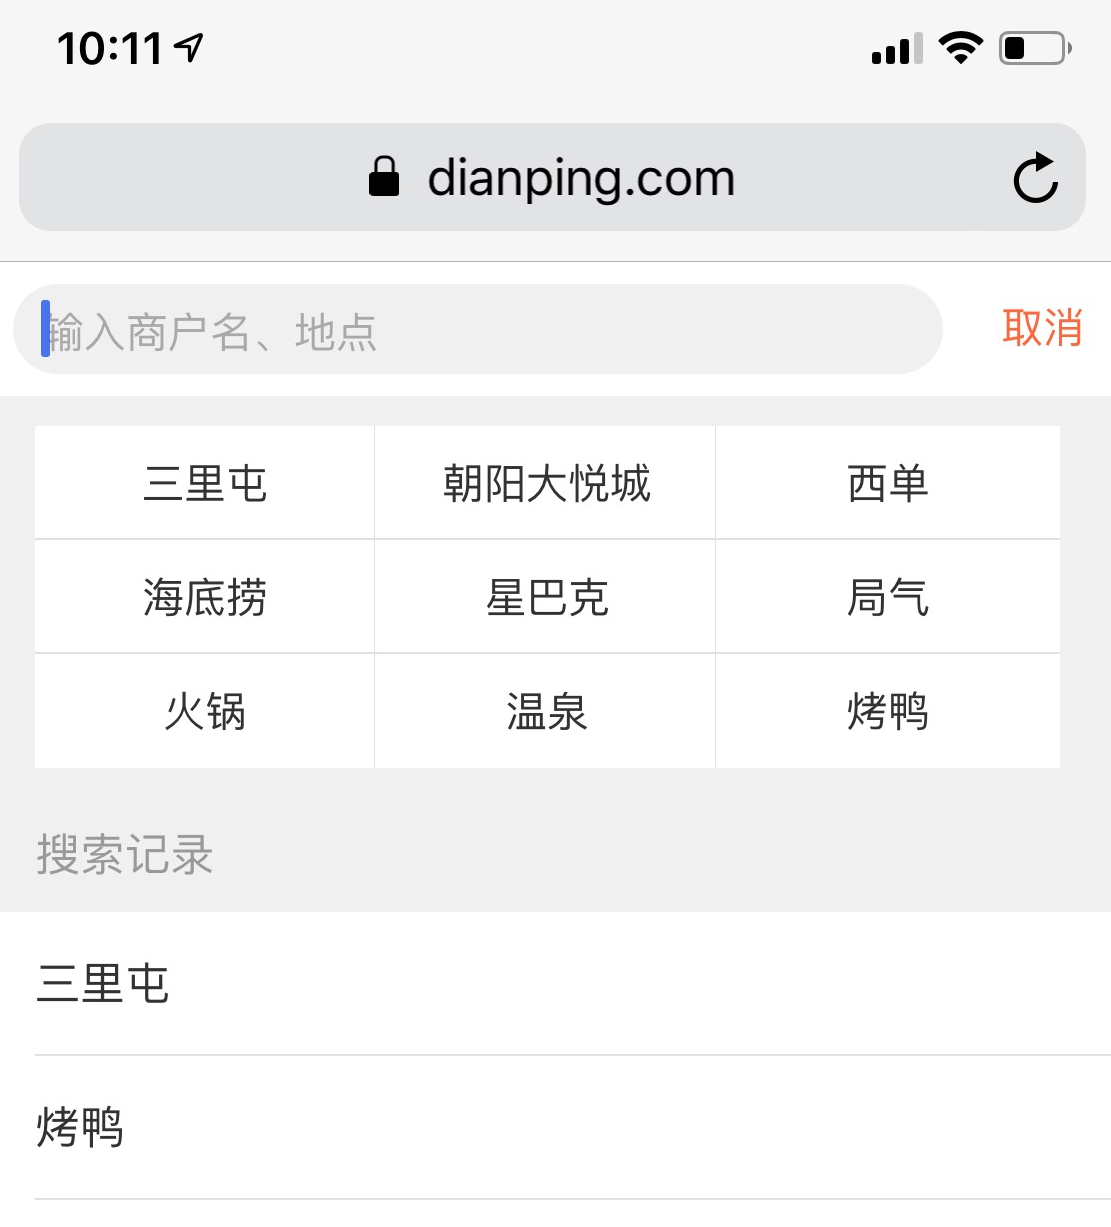 10:11
dianping.com
输入商户名、地点 取消
三里屯 朝阳大悦城 西单
海底捞 星巴克 局气
火锅 温泉 烤鸭
搜索记录
三里屯
烤鸭